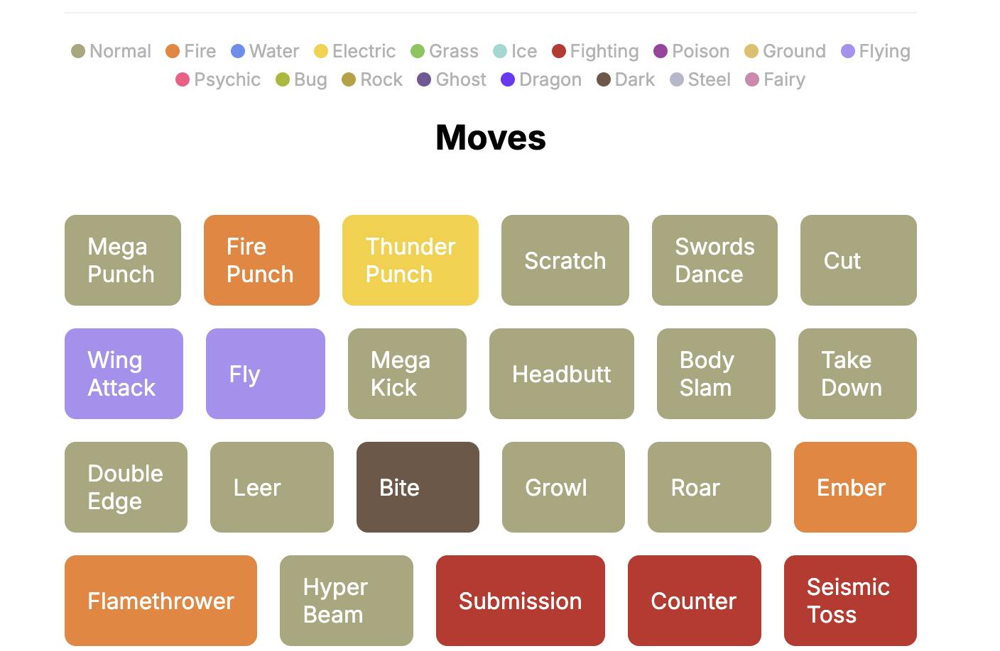 Normal Fire Water Electric Grass Ice Fighting Poison Ground Flying
Psychic Bug Rock Ghost Dragon Dark Steel Fairy
Moves
Mega
Punch
Fire
Punch
Thunder
Punch
Scratch
Swords
Dance
Cut
Wing
Attack
Fly
Mega
Kick
Headbutt
Body
Slam
Take
Down
Double
Edge
Leer
Bite
Growl
Roar
Ember
Flamethrower
Hyper
Beam
Submission
Counter
Seismic
Toss